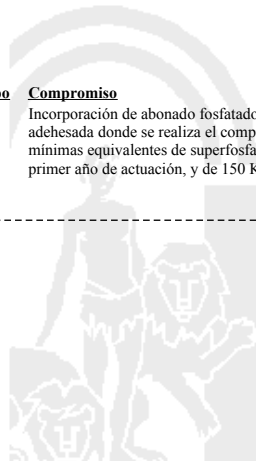 Compromiso
Incorporación de abonado fosfatado
adehesada donde se realiza el comp
mínimas equivalentes de superfosfa
primer año de actuación, y de 150 K